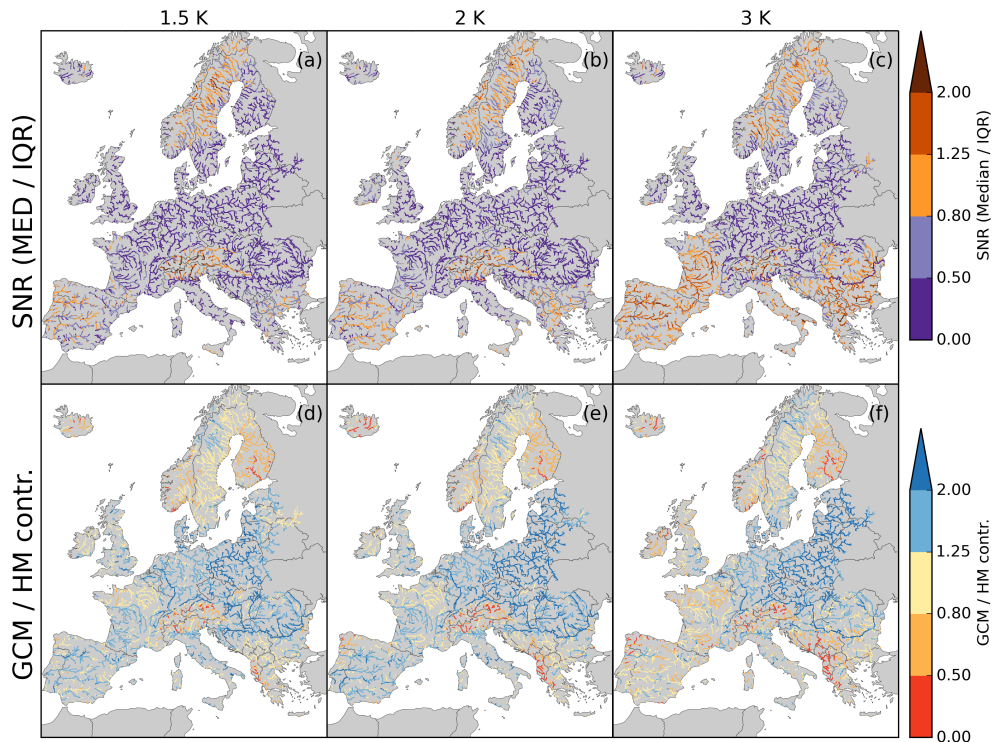 1.5 K 2 K 3 K
SNR (MED / IQR)
(a) (b) (c)
2.00
1.25
0.80
0.50
0.00
SNR (Median / IQR)
GCM / HM contr.
(d) (e) (f)
2.00
1.25
0.80
0.50
0.00
GCM / HM contr.